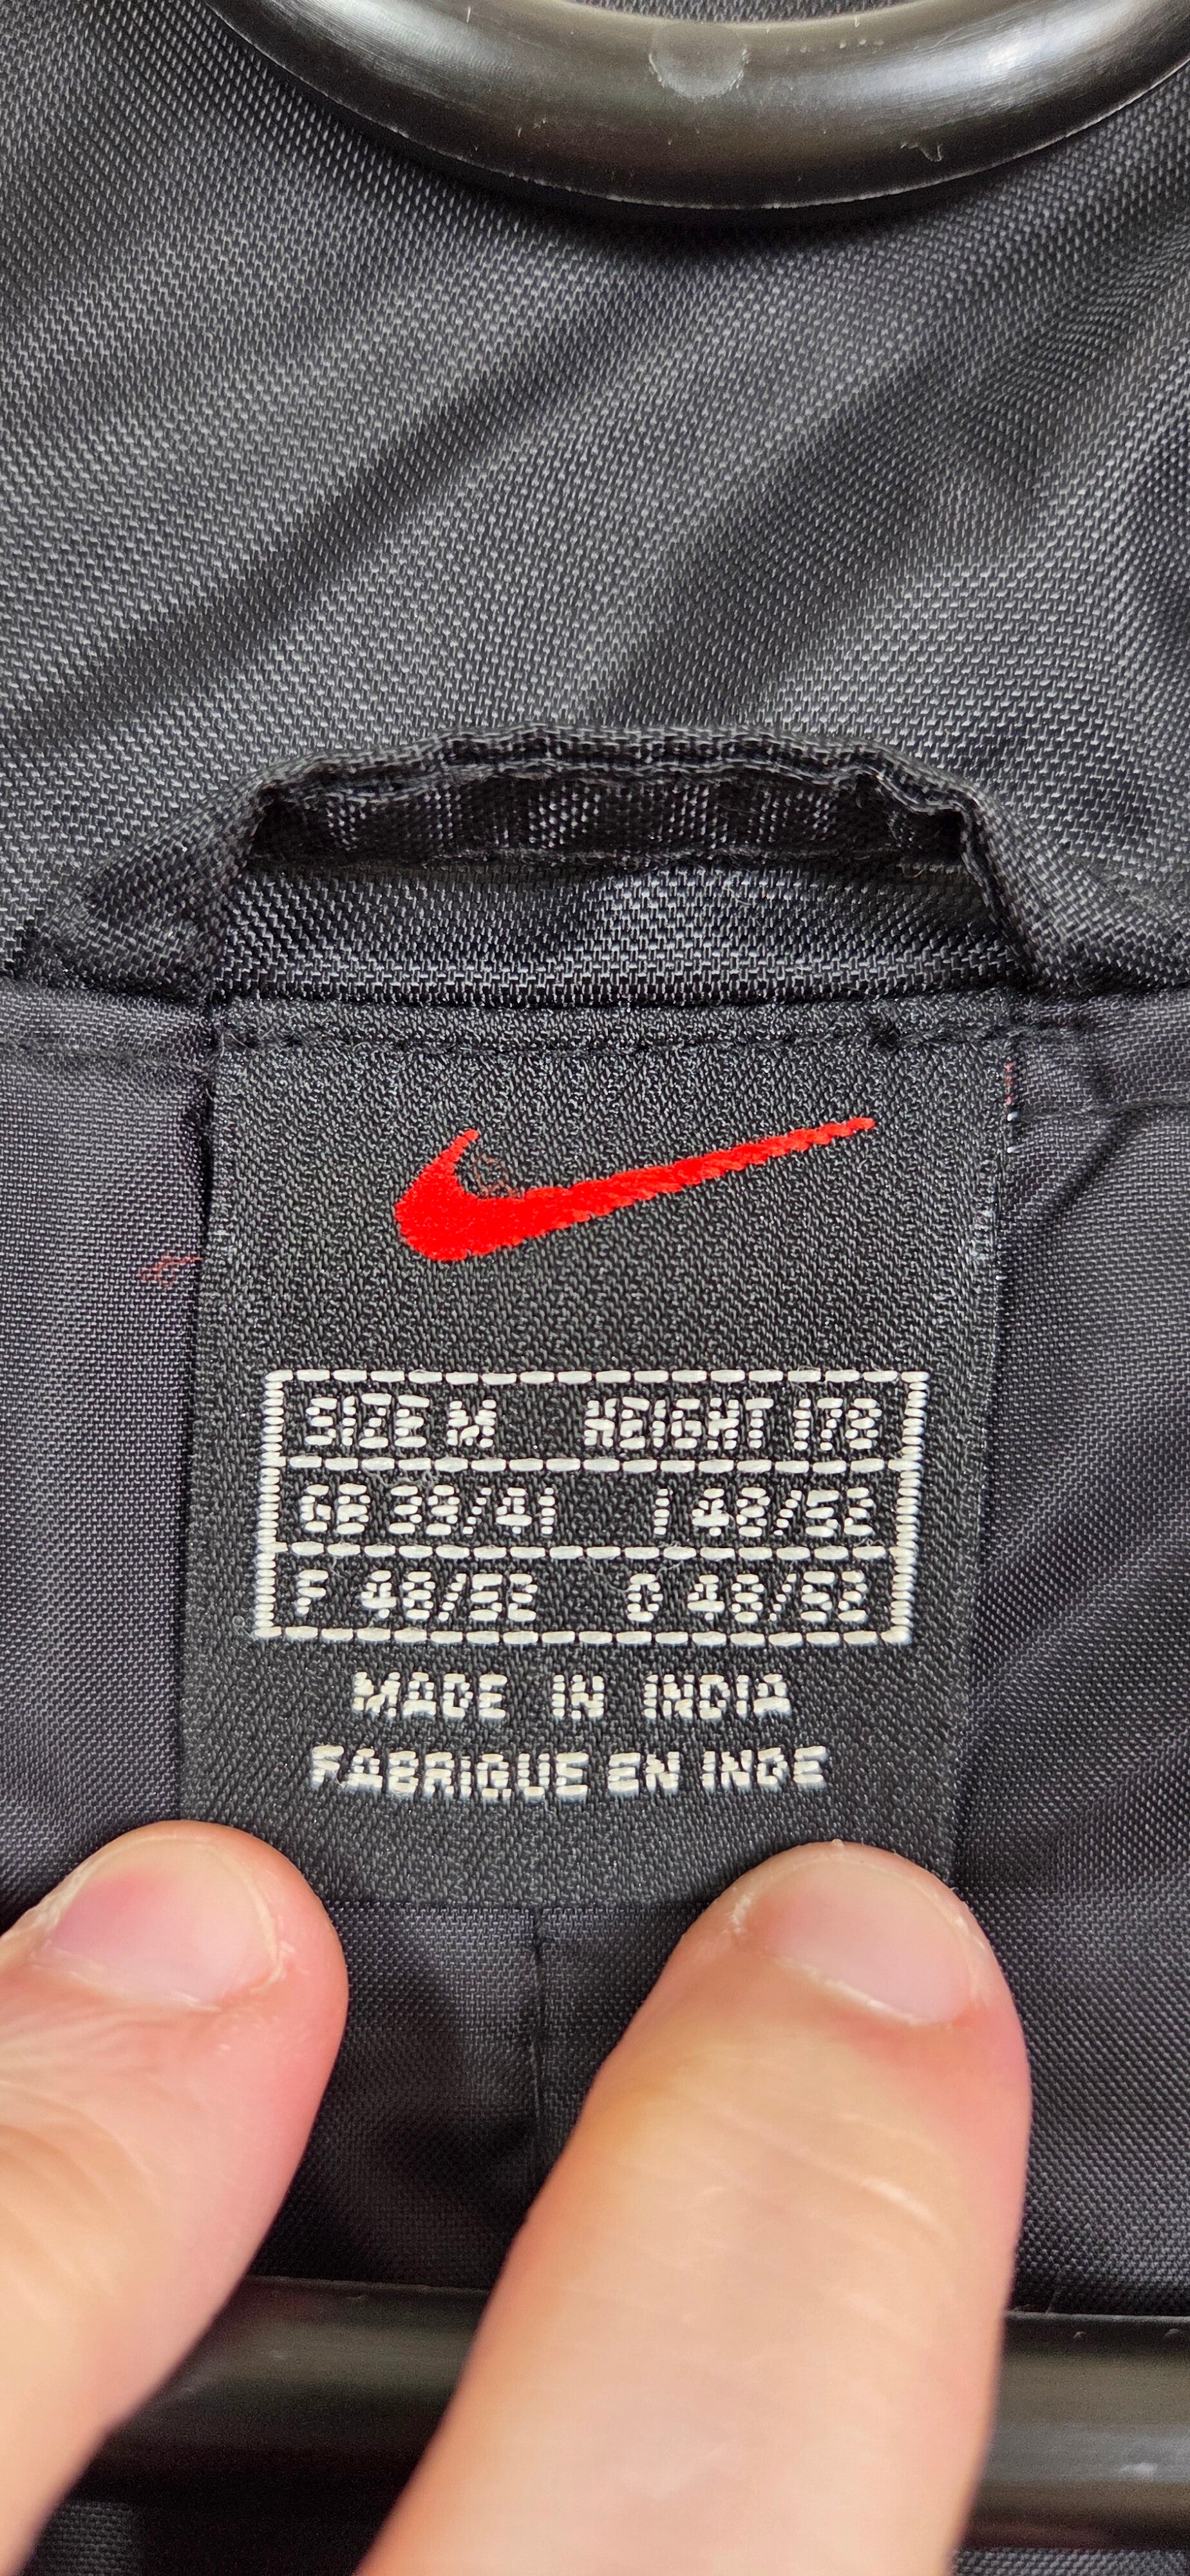 SIZE M HEIGHT 178
GB 39/41 I 48/52
F 48/52 D 48/52
MADE IN INDIA
FABRIQUE EN INDE